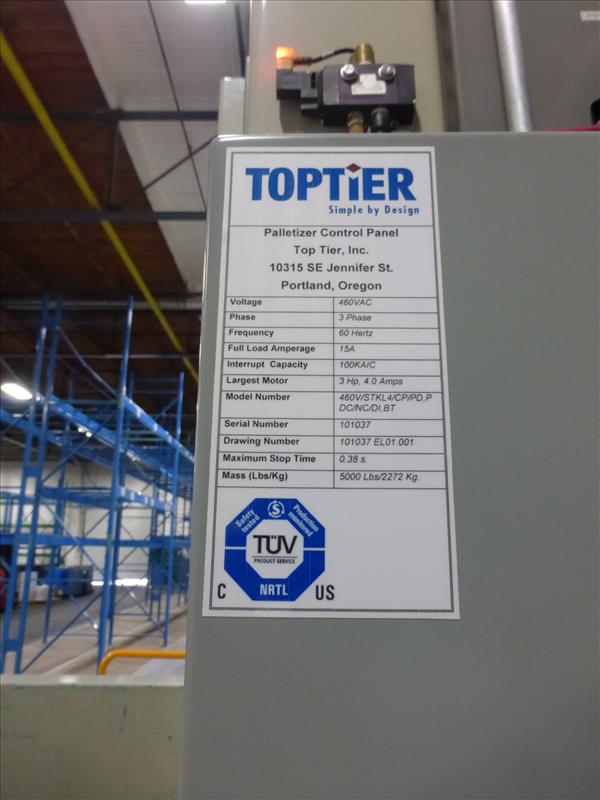 TOPTiER
Simple by Design
Palletizer Control Panel
Top Tier, Inc.
10315 SE Jennifer St.
Portland, Oregon
Voltage 460VAC
Phase 3 Phase
Frequency 60 Hertz
Full Load Amperage 15A
Interrupt Capacity 100KAIC
Largest Motor 3 Hp, 4.0 Amps
Model Number 460V/STKL4/CP/PD,P
DC/NC/DI,BT
Serial Number 101037
Drawing Number 101037 EL01.001
Maximum Stop Time 0.38 s.
Mass (Lbs/Kg) 5000 Lbs/2272 Kg.
Safety tested
S
Production monitored
TÜV
PRODUCT SERVICE
NRTL
C US